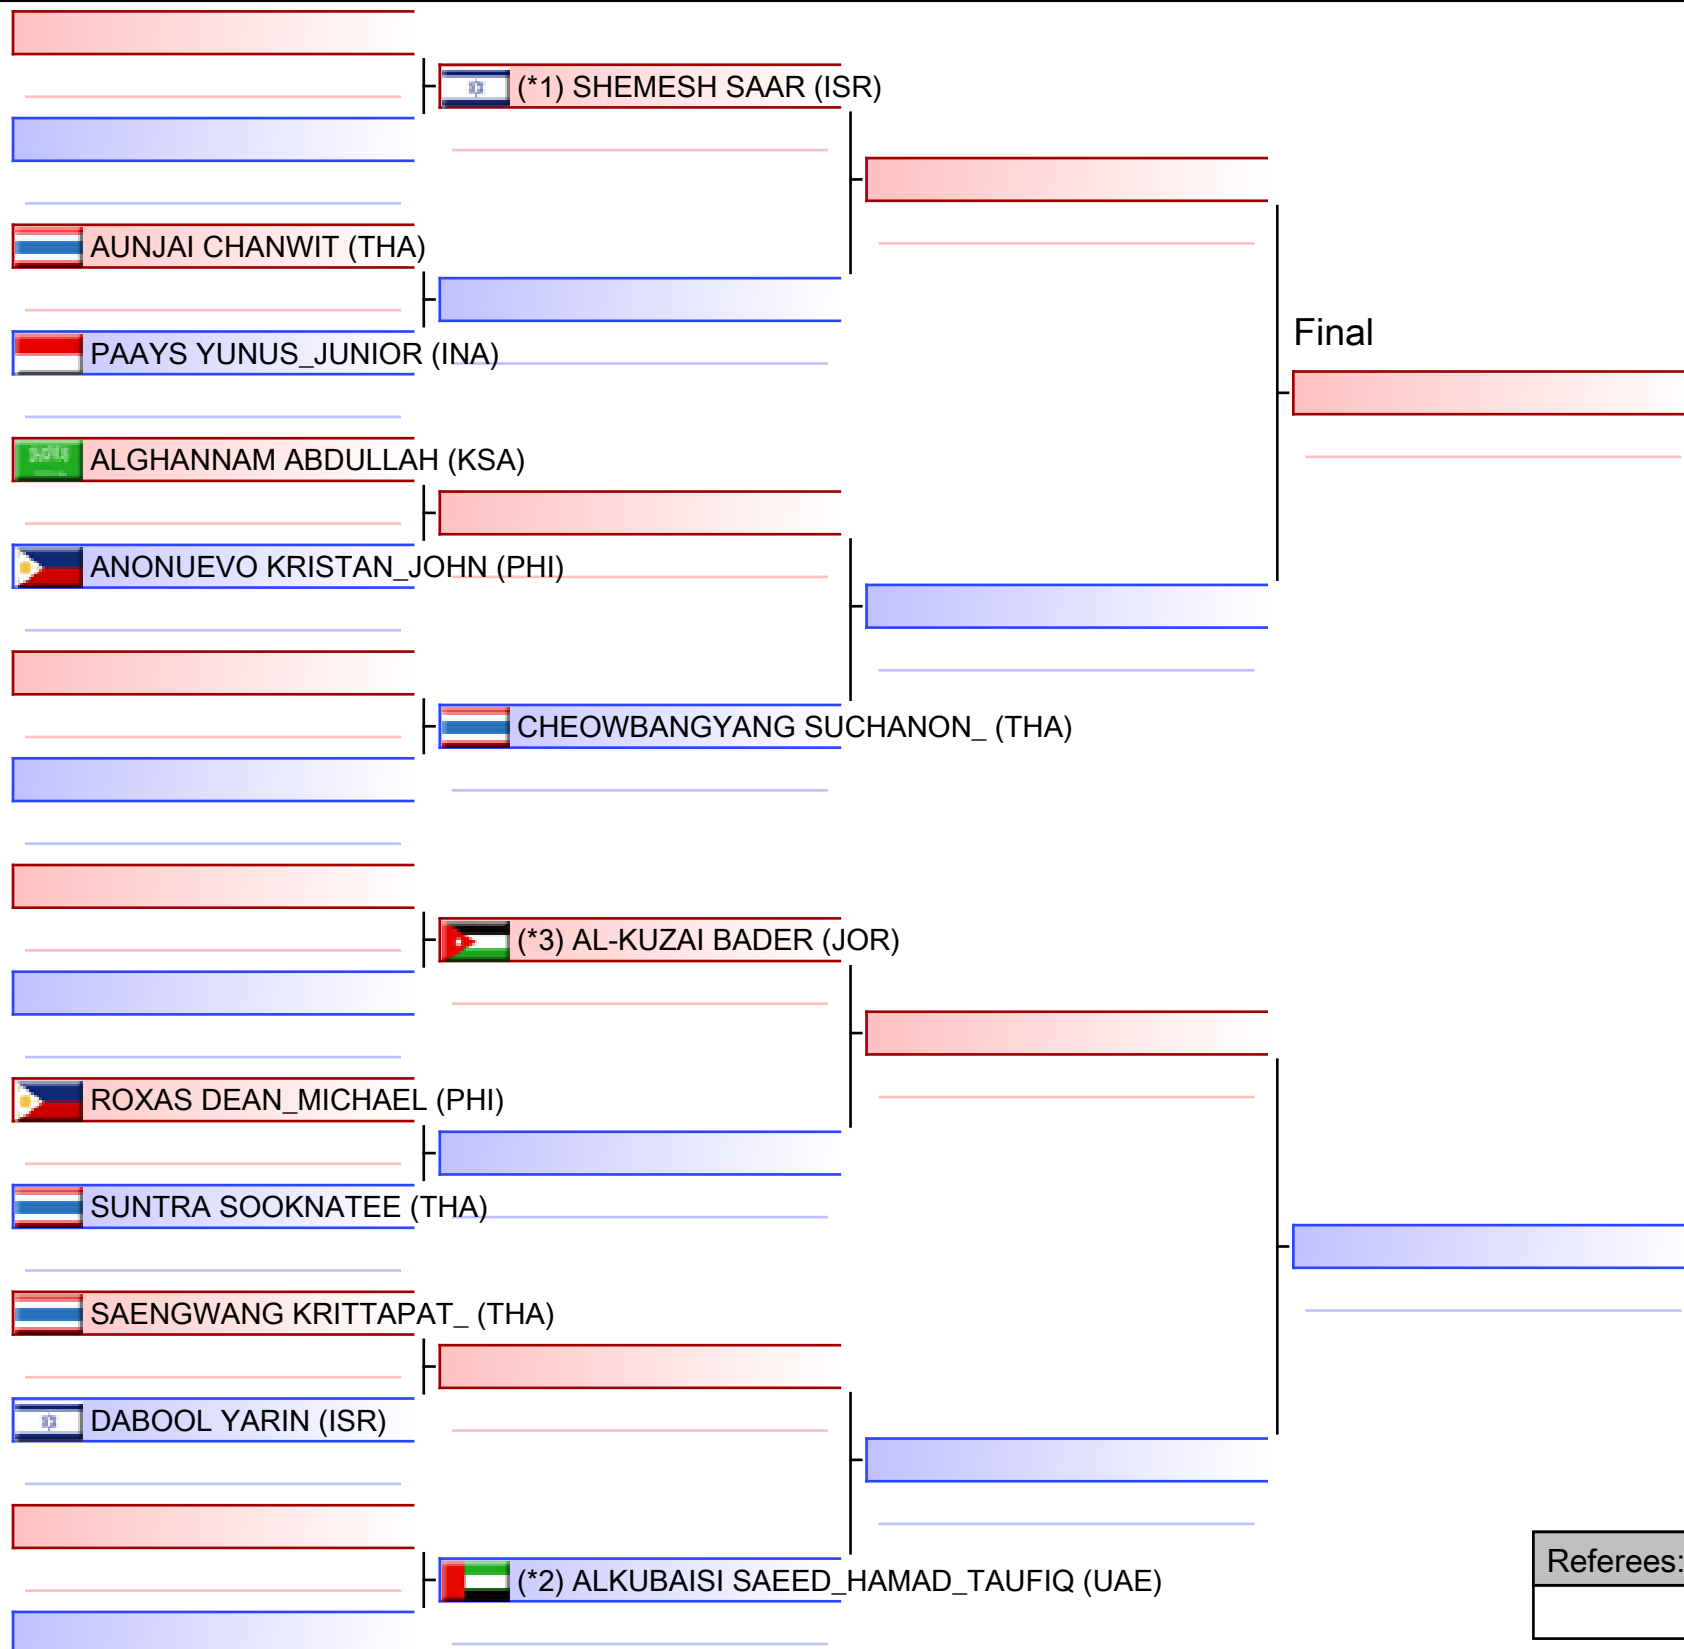 (*1) SHEMESH SAAR (ISR)
AUNJAI CHANWIT (THA)
Final
PAAYS YUNUS_JUNIOR (INA)
ALGHANNAM ABDULLAH (KSA)
ANONUEVO KRISTAN_JOHN (PHI)
CHEOWBANGYANG SUCHANON_ (THA)
(*3) AL-KUZAI BADER (JOR)
ROXAS DEAN_MICHAEL (PHI)
SUNTRA SOOKNATEE (THA)
SAENGWANG KRITTAPAT_ (THA)
DABOOL YARIN (ISR)
Referees:
(*2) ALKUBAISI SAEED_HAMAD_TAUFIQ (UAE)